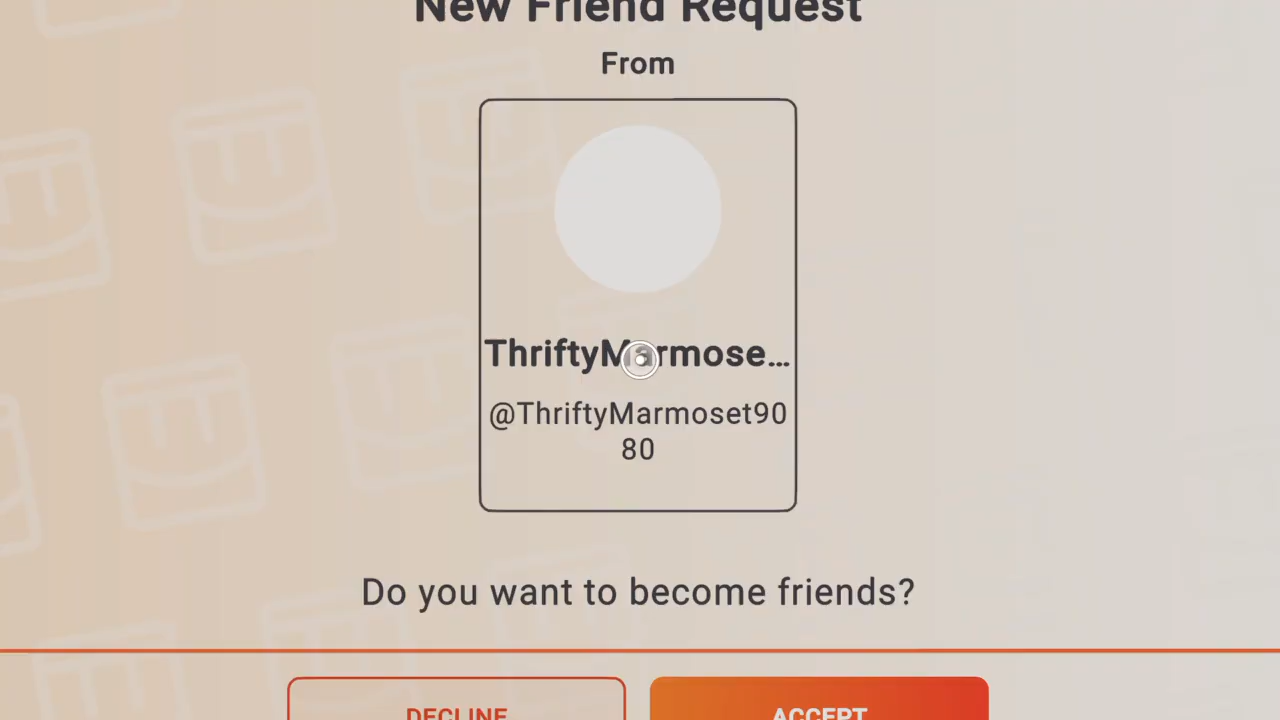 New Friend Request
From
ThriftyMarmose...
@ThriftyMarmoset90
80
Do you want to become friends?
DECLINE
ACCEPT